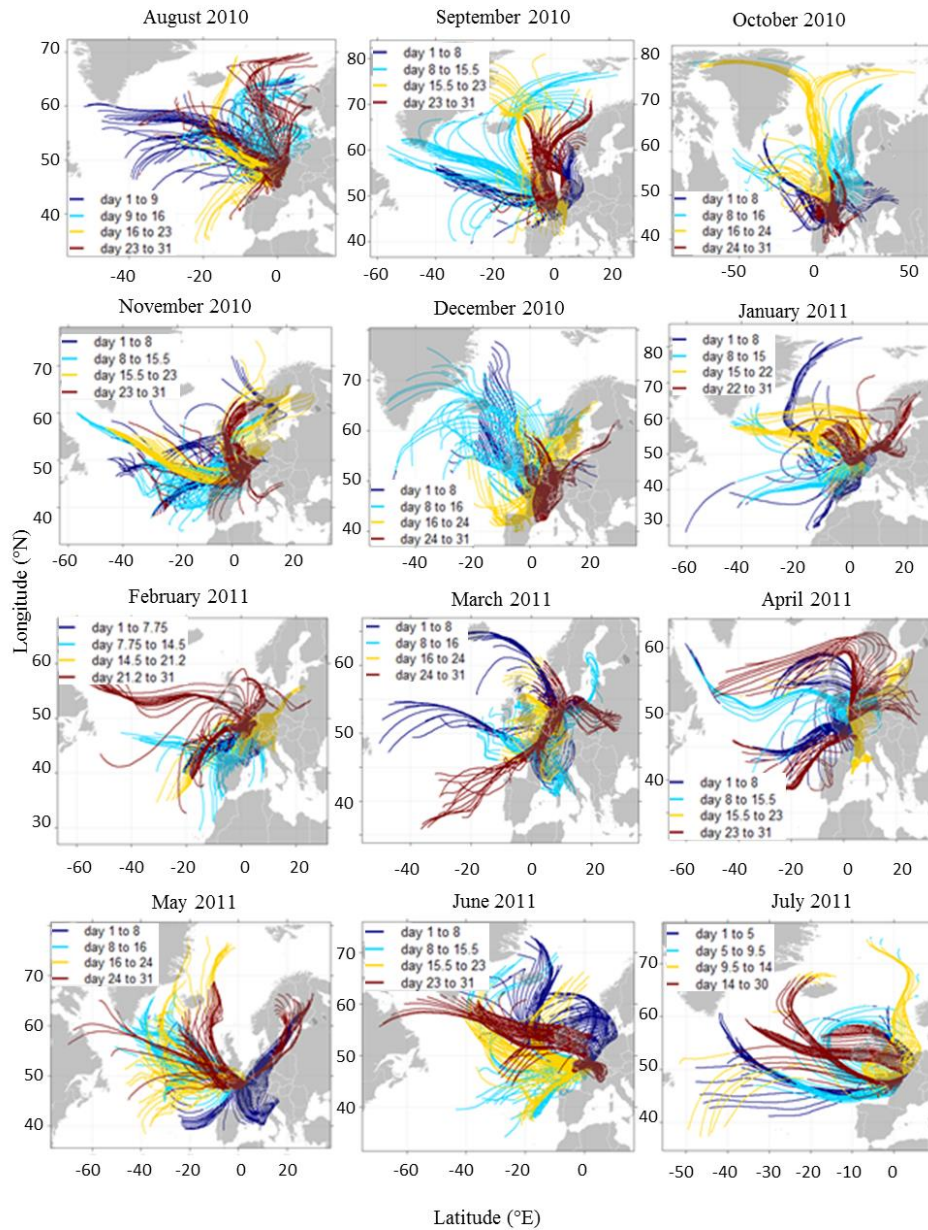 August 2010
70
60
50
40
day 1 to 9
day 9 to 16
day 16 to 23
day 23 to 31
-40
-20
0
September 2010
80
70
60
50
40
day 1 to 8
day 8 to 15.5
day 15.5 to 23
day 23 to 31
-60
-40
-20
0
20
October 2010
80
70
60
50
40
day 1 to 8
day 8 to 16
day 16 to 24
day 24 to 31
-50
0
50
November 2010
70
60
50
40
day 1 to 8
day 8 to 15.5
day 15.5 to 23
day 23 to 31
-60
-40
-20
0
20
December 2010
80
70
60
50
40
day 1 to 8
day 8 to 16
day 16 to 24
day 24 to 31
-60
-40
-20
0
20
January 2011
80
70
60
50
40
30
day 1 to 8
day 8 to 15
day 15 to 22
day 22 to 31
-60
-40
-20
0
20
Longitude (°N)
February 2011
60
50
40
30
day 1 to 7.75
day 7.75 to 14.5
day 14.5 to 21.2
day 21.2 to 31
-60
-40
-20
0
20
March 2011
60
50
40
day 1 to 8
day 8 to 16
day 16 to 24
day 24 to 31
-40
-20
0
20
April 2011
60
50
40
day 1 to 8
day 8 to 15.5
day 15.5 to 23
day 23 to 31
-60
-40
-20
0
20
May 2011
70
60
50
40
day 1 to 8
day 8 to 16
day 16 to 24
day 24 to 31
-60
-40
-20
0
20
June 2011
70
60
50
40
day 1 to 8
day 8 to 15.5
day 15.5 to 23
day 23 to 31
-60
-40
-20
0
July 2011
70
60
50
40
day 1 to 5
day 5 to 9.5
day 9.5 to 14
day 14 to 30
-50
-40
-30
-20
-10
0
Latitude (°E)